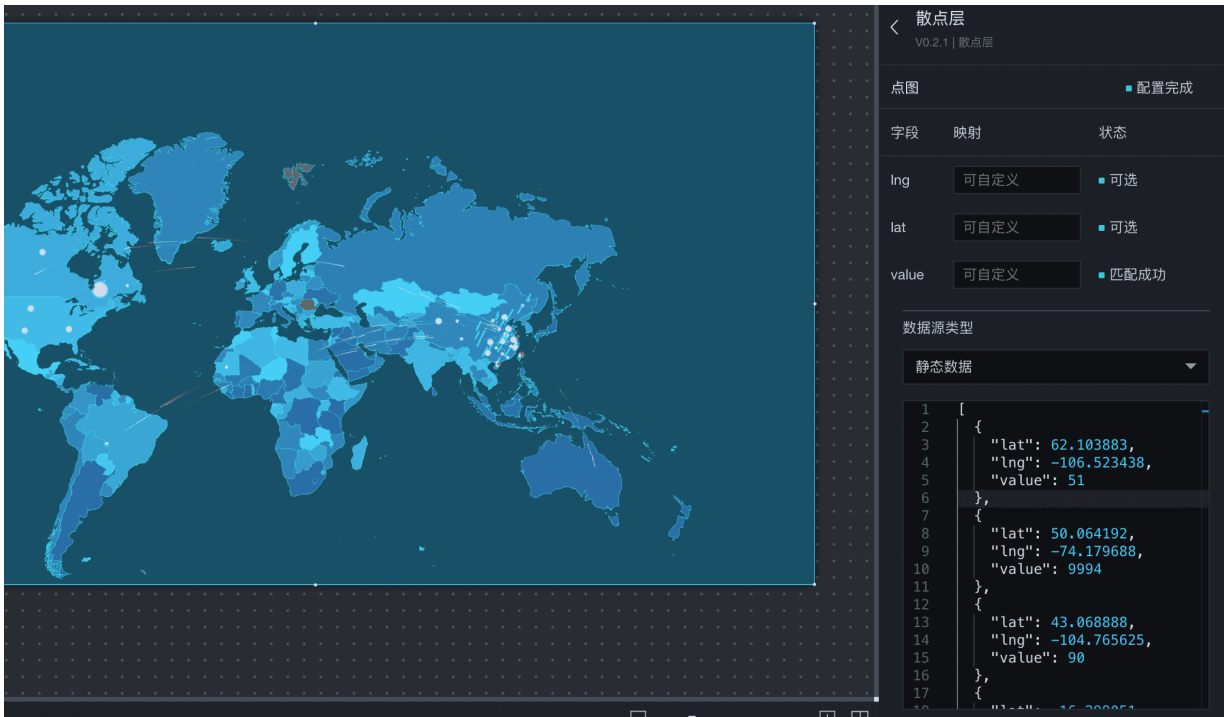 散点层
V0.2.1 | 散点层
点图 配置完成
字段 映射 状态
lng 可自定义 可选
lat 可自定义 可选
value 可自定义 匹配成功
数据源类型
静态数据
1 [
2 {
3 "lat": 62.103883,
4 "lng": -106.523438,
5 "value": 51
6 },
7 {
8 "lat": 50.064192,
9 "lng": -74.179688,
10 "value": 9994
11 },
12 {
13 "lat": 43.068888,
14 "lng": -104.765625,
15 "value": 90
16 },
17 {